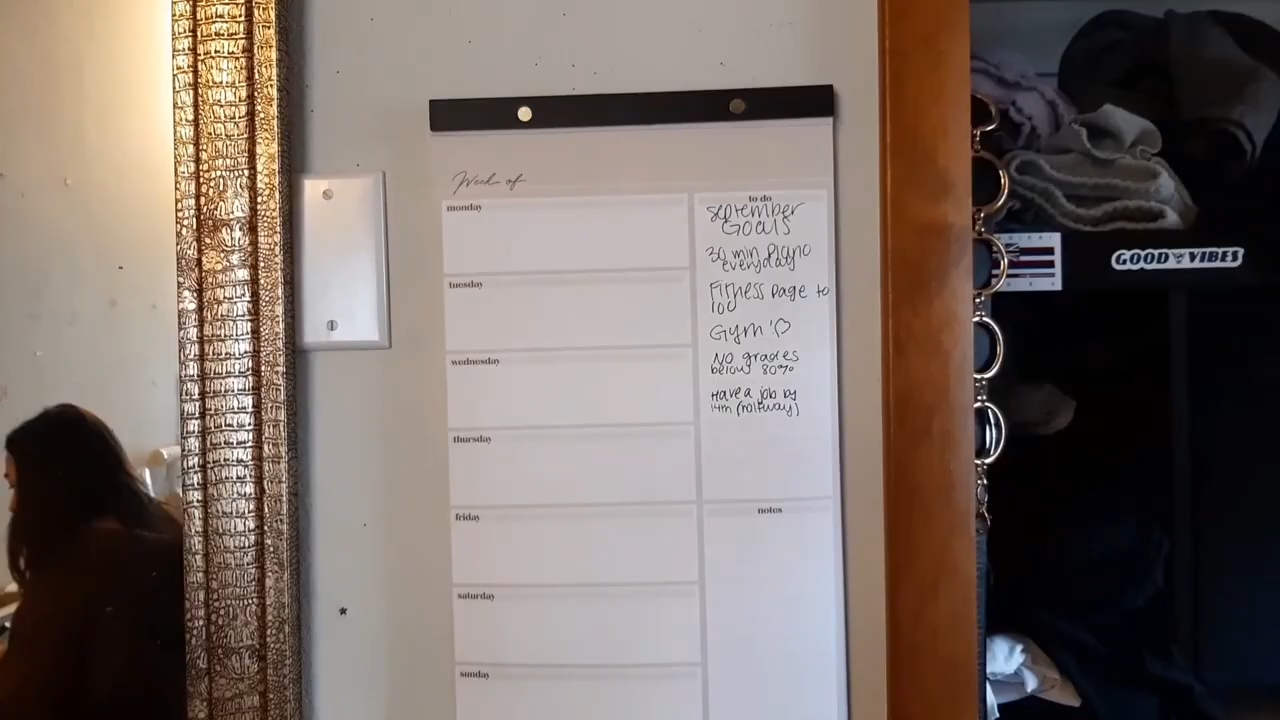 Week of
monday
tuesday
wednesday
thursday
friday
saturday
sunday
to do
September
Goals
30 min Piano
everyday
Fitness page to
100
Gym!♡
No grades
below 80%
Have a job by
14th (halfway)
notes
GOOD VIBES